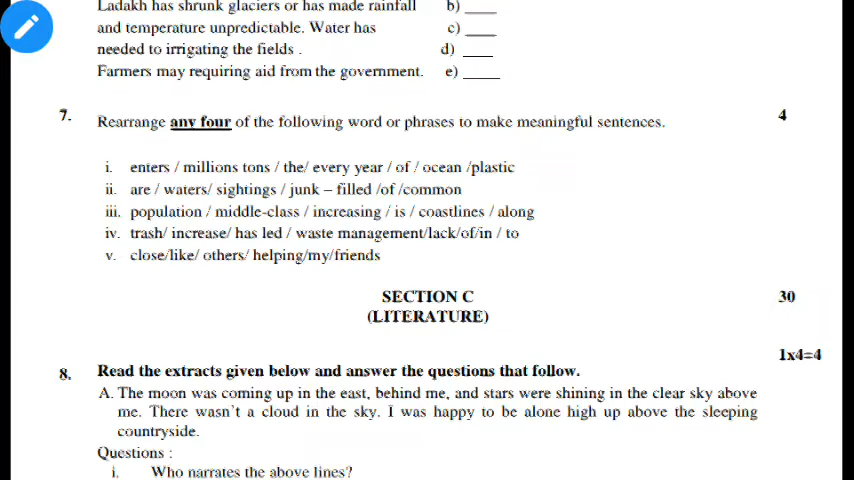 Ladakh has shrunk glaciers or has made rainfall b) ____
and temperature unpredictable. Water has c) ____
needed to irrigating the fields . d) ____
Farmers may requiring aid from the government. e) _____
7. Rearrange any four of the following word or phrases to make meaningful sentences. 4
i. enters / millions tons / the/ every year / of / ocean /plastic
ii. are / waters/ sightings / junk – filled /of /common
iii. population / middle-class / increasing / is / coastlines / along
iv. trash/ increase/ has led / waste management/lack/of/in / to
v. close/like/ others/ helping/my/friends
SECTION C 30
(LITERATURE)
1x4=4
8. Read the extracts given below and answer the questions that follow.
A. The moon was coming up in the east, behind me, and stars were shining in the clear sky above
me. There wasn't a cloud in the sky. I was happy to be alone high up above the sleeping
countryside.
Questions :
i. Who narrates the above lines?